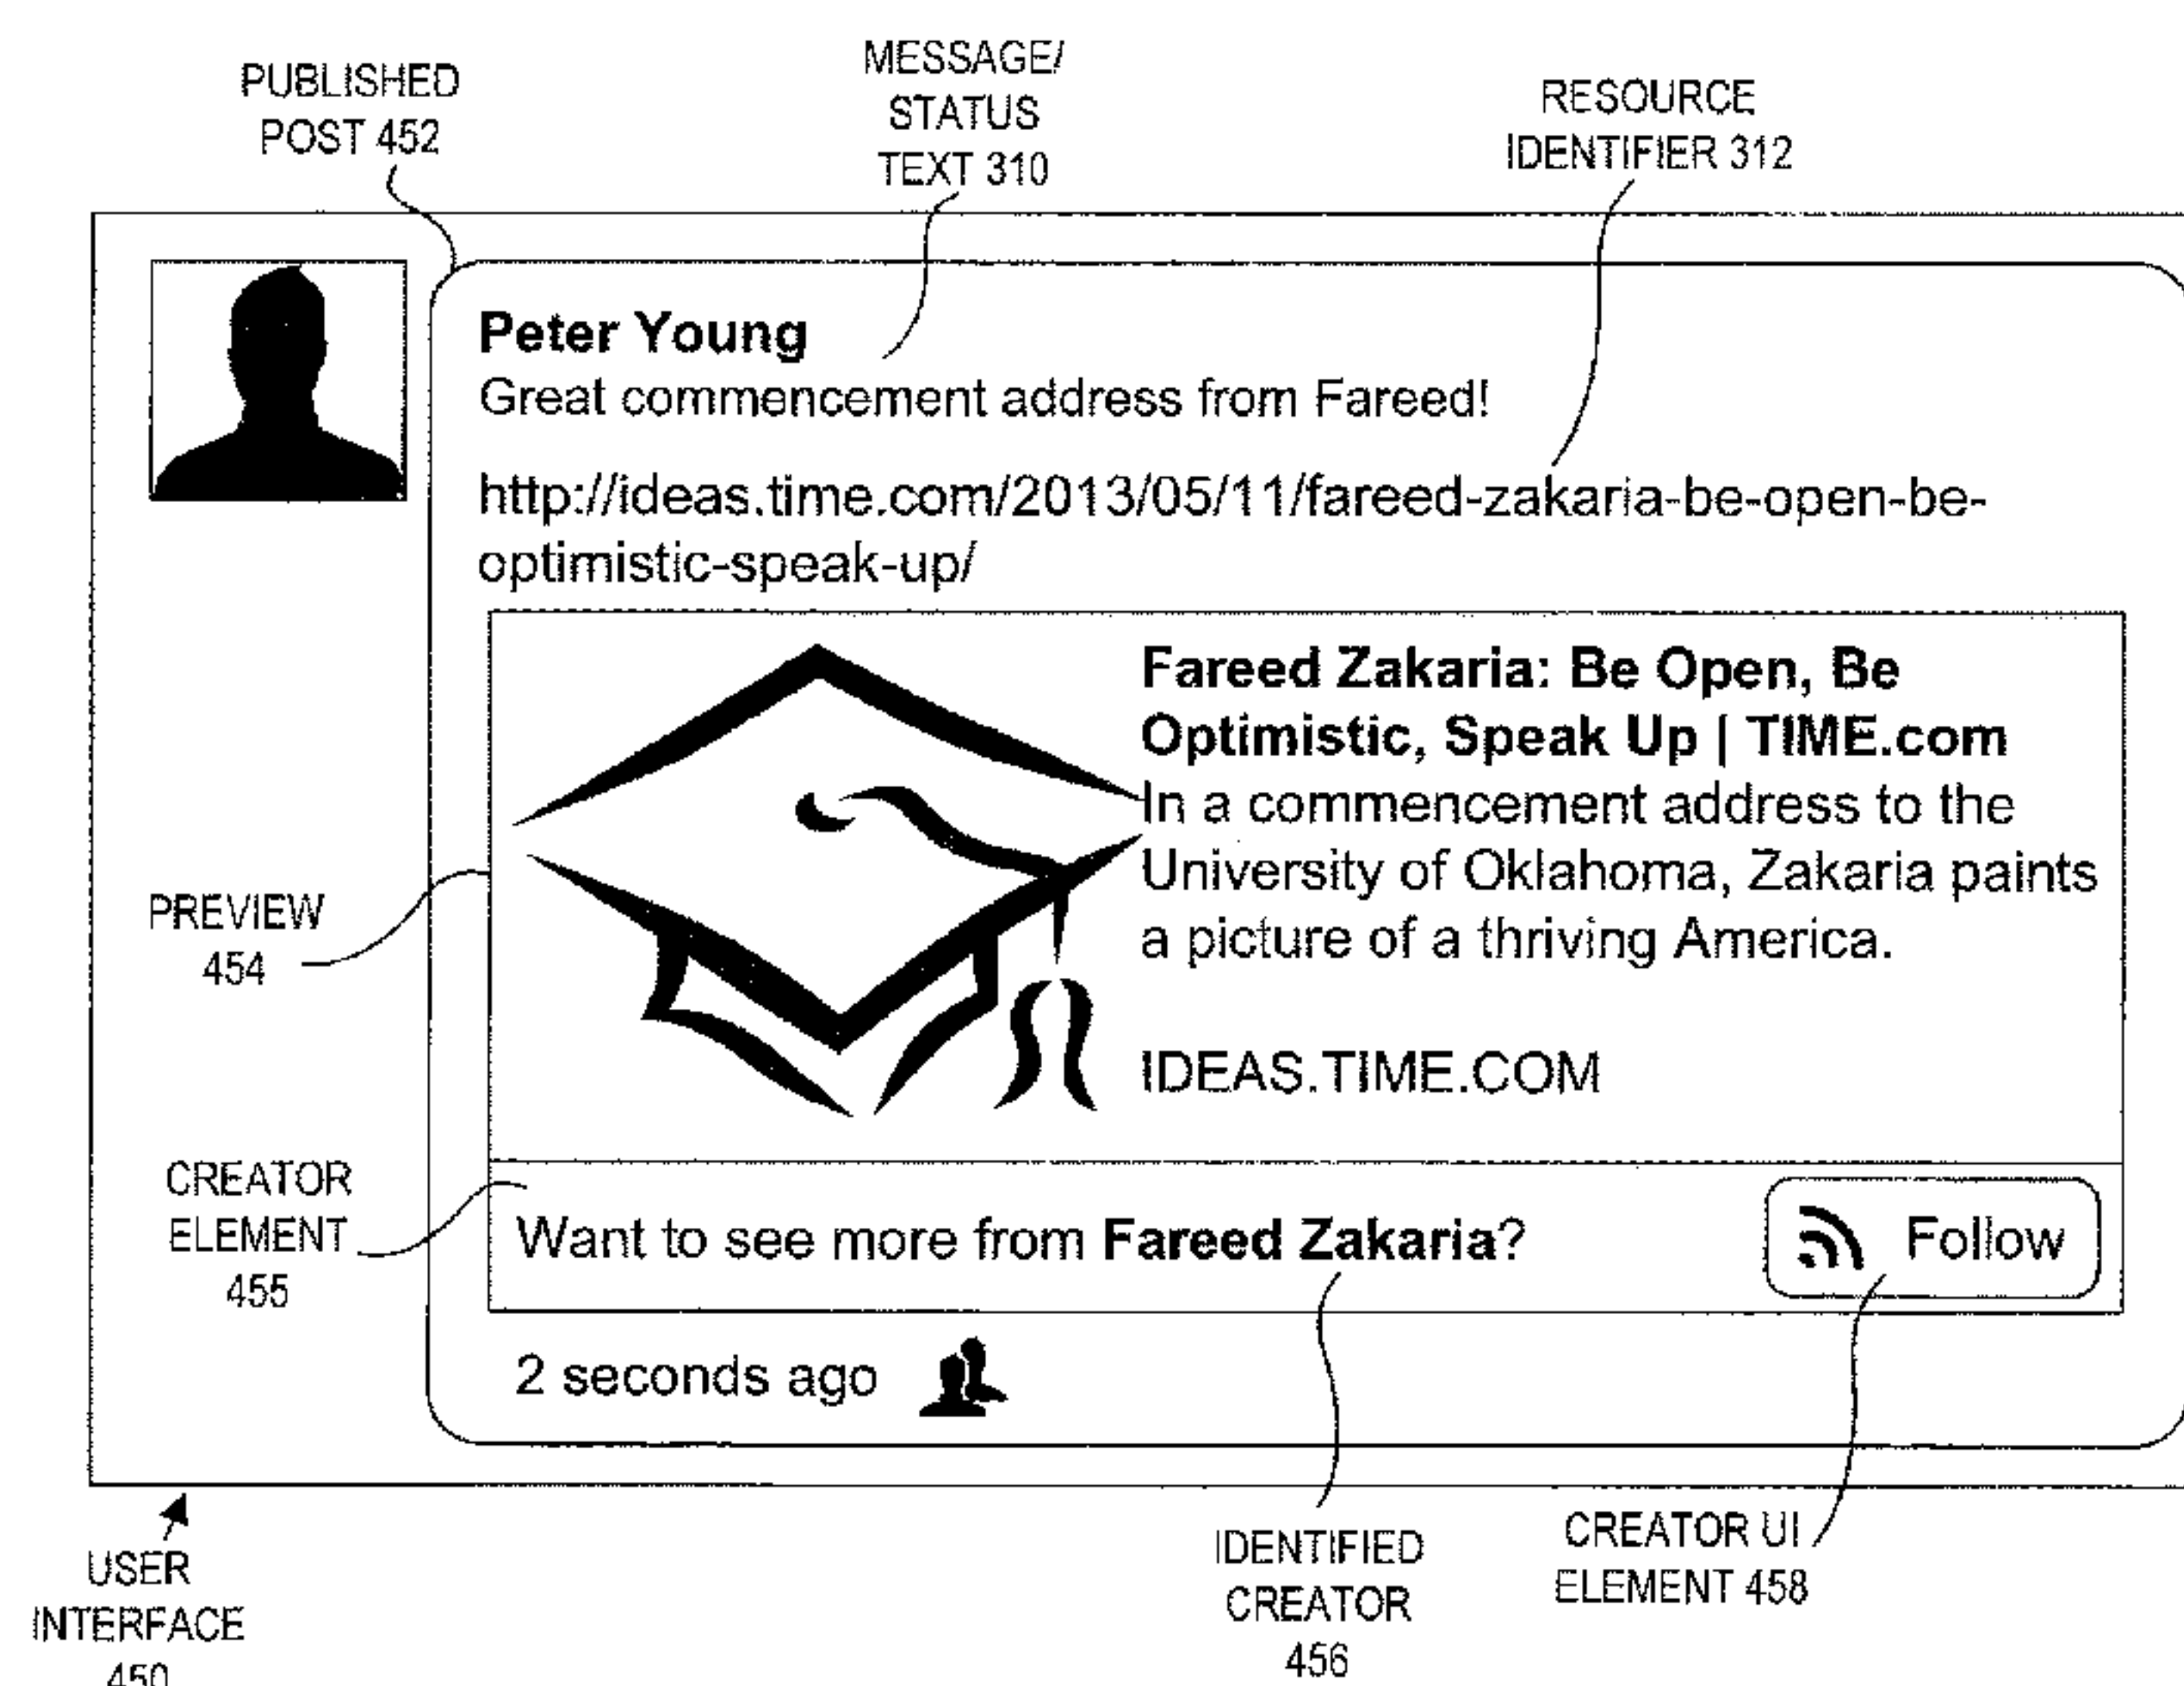 PUBLISHED
POST 452
MESSAGE/
STATUS
TEXT 310
RESOURCE
IDENTIFIER 312
Peter Young
Great commencement address from Fareed!
http://ideas.time.com/2013/05/11/fareed-zakaria-be-open-be-
optimistic-speak-up/
Fareed Zakaria: Be Open, Be
Optimistic, Speak Up | TIME.com
In a commencement address to the
University of Oklahoma, Zakaria paints
a picture of a thriving America.
IDEAS.TIME.COM
PREVIEW
454
CREATOR
ELEMENT
455
Want to see more from Fareed Zakaria?
Follow
2 seconds ago
USER
INTERFACE
450
IDENTIFIED
CREATOR
456
CREATOR UI
ELEMENT 458